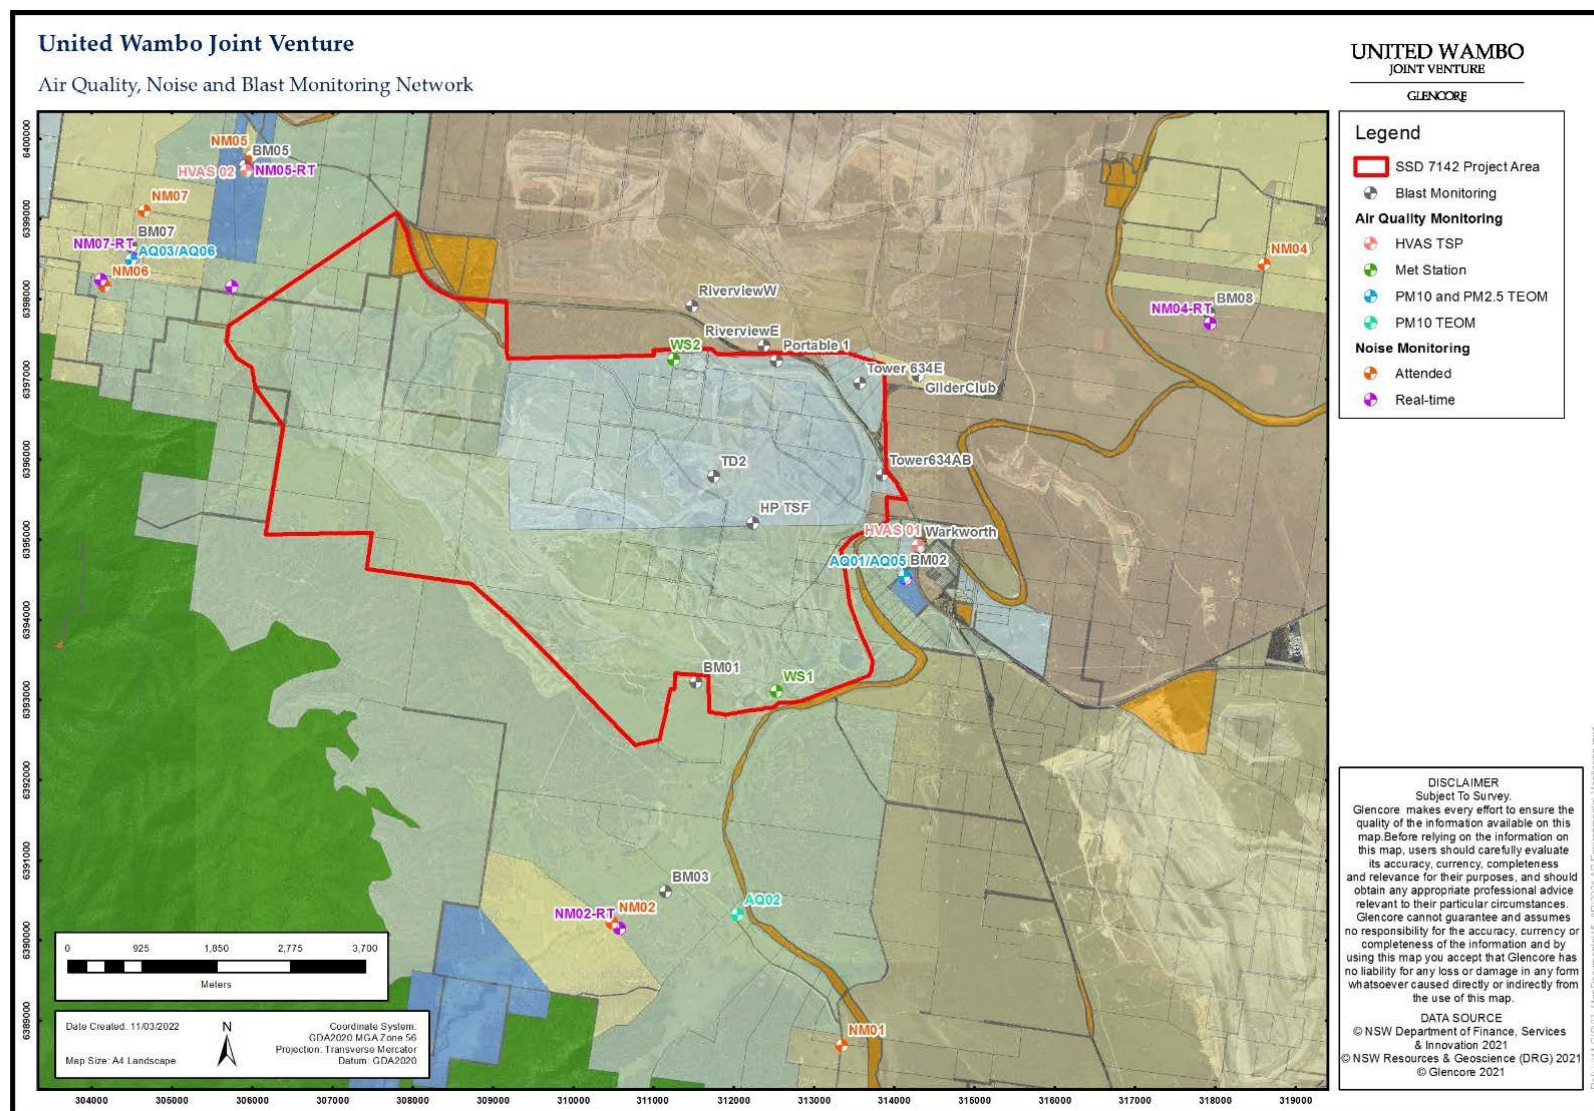 United Wambo Joint Venture
Air Quality, Noise and Blast Monitoring Network
UNITED WAMBO
JOINT VENTURE
GLENCORE
Legend
SSD 7142 Project Area
Blast Monitoring
Air Quality Monitoring
HVAS TSP
Met Station
PM10 and PM2.5 TEOM
PM10 TEOM
Noise Monitoring
Attended
Real-time
6400000
6399000
6398000
6397000
6396000
6395000
6394000
6393000
6392000
6391000
6390000
6389000
NM05
BM05
HVAS 02
NM05-RT
NM07
BM07
NM07-RT
AQ03/AQ06
NM06
NM04
RiverviewW
BM08
NM04-RT
RiverviewE
WS2
Portable 1
Tower 634E
GliderClub
TD2
Tower634AB
HP TSF
HVAS 01
Warkworth
AQ01/AQ05
BM02
BM01
WS1
BM03
AQ02
NM02-RT
NM02
NM01
0 925 1,850 2,775 3,700
Meters
Date Created: 11/03/2022
Map Size: A4 Landscape
N
Coordinate System:
GDA2020 MGA Zone 56
Projection: Transverse Mercator
Datum: GDA2020
304000 305000 306000 307000 308000 309000 310000 311000 312000 313000 314000 315000 316000 317000 318000 319000
DISCLAIMER
Subject To Survey.
Glencore makes every effort to ensure the
quality of the information available on this
map.Before relying on the information on
this map, users should carefully evaluate
its accuracy, currency, completeness
and relevance for their purposes, and should
obtain any appropriate professional advice
relevant to their particular circumstances.
Glencore cannot guarantee and assumes
no responsibility for the accuracy, currency or
completeness of the information and by
using this map you accept that Glencore has
no liability for any loss or damage in any form
whatsoever caused directly or indirectly from
the use of this map.
DATA SOURCE
© NSW Department of Finance, Services
& Innovation 2021
© NSW Resources & Geoscience (DRG) 2021
© Glencore 2021